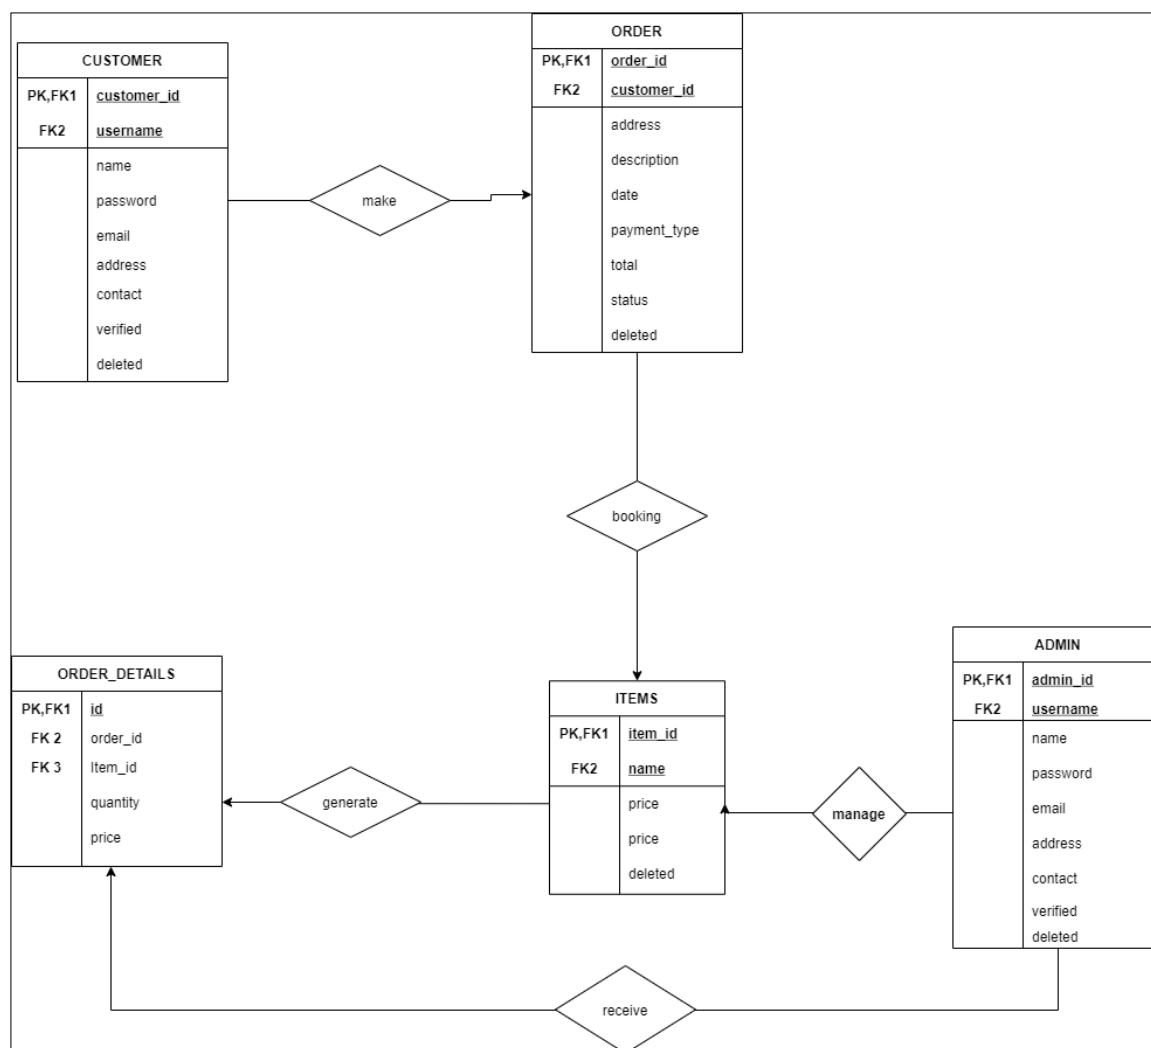 CUSTOMER
PK,FK1 customer_id
FK2 username
name
password
email
address
contact
verified
deleted
make
ORDER
PK,FK1 order_id
FK2 customer_id
address
description
date
payment_type
total
status
deleted
booking
ORDER_DETAILS
PK,FK1 id
FK 2 order_id
FK 3 Item_id
quantity
price
generate
ITEMS
PK,FK1 item_id
FK2 name
price
price
deleted
manage
ADMIN
PK,FK1 admin_id
FK2 username
name
password
email
address
contact
verified
deleted
receive